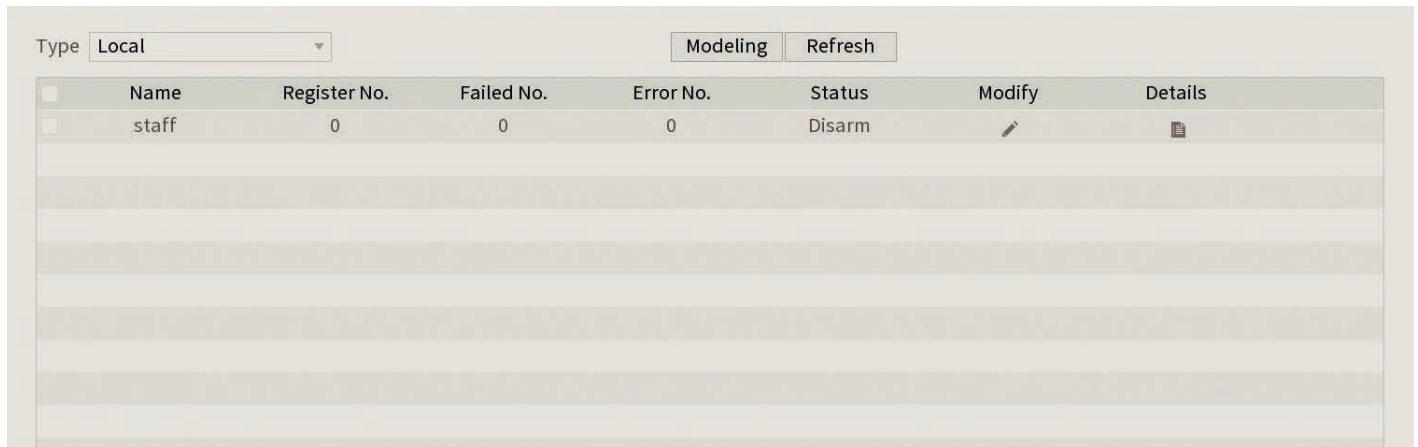 Type Local Modeling Refresh
Name Register No. Failed No. Error No. Status Modify Details
staff 0 0 0 Disarm